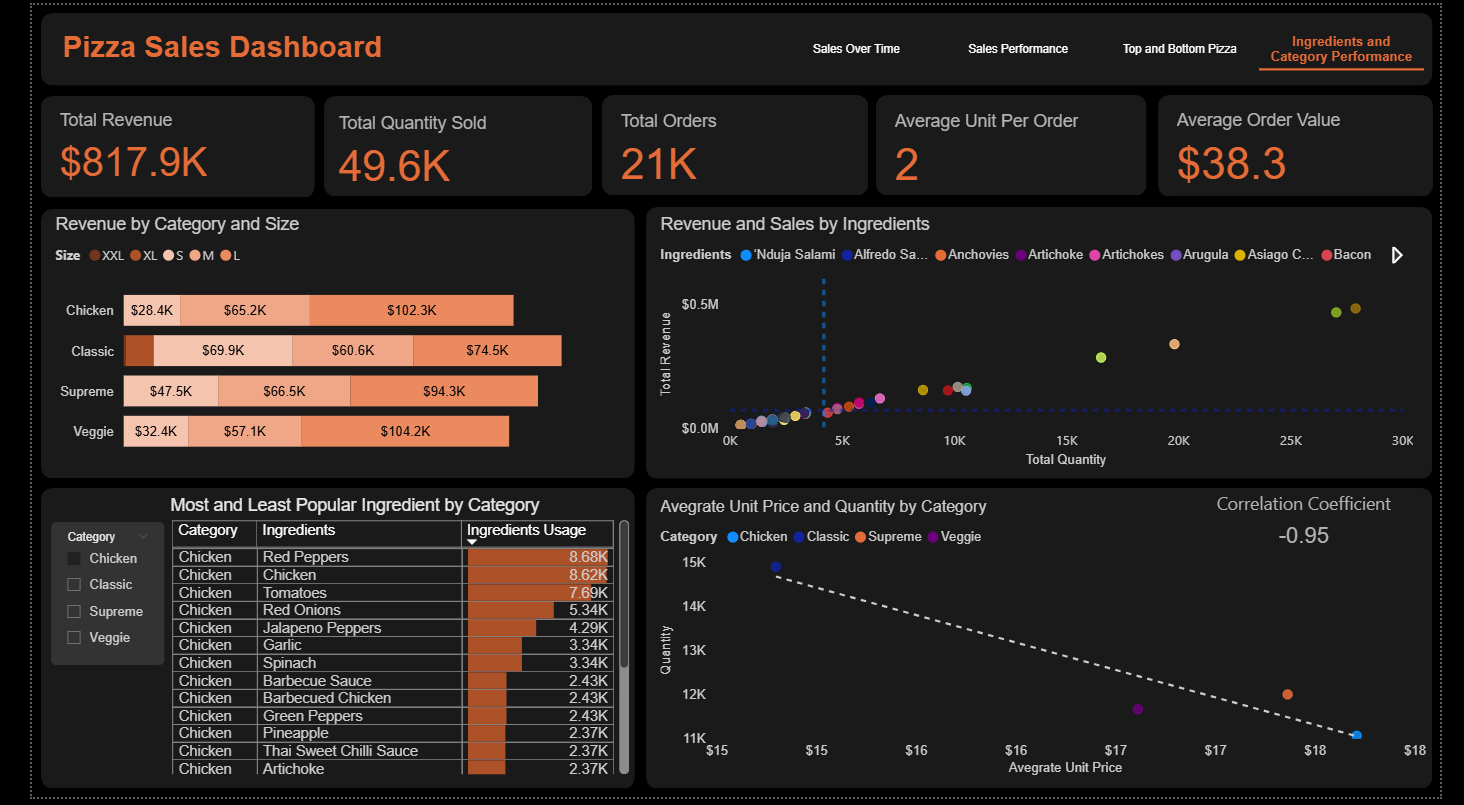 Pizza Sales Dashboard
Sales Over Time
Sales Performance
Top and Bottom Pizza
Ingredients and
Category Performance
Total Revenue
$817.9K
Total Quantity Sold
49.6K
Total Orders
21K
Average Unit Per Order
2
Average Order Value
$38.3
Revenue by Category and Size
Size XXL XL S M L
Chicken $28.4K $65.2K $102.3K
Classic $69.9K $60.6K $74.5K
Supreme $47.5K $66.5K $94.3K
Veggie $32.4K $57.1K $104.2K
Revenue and Sales by Ingredients
Ingredients 'Nduja Salami Alfredo Sa... Anchovies Artichoke Artichokes Arugula Asiago C... Bacon
Total Revenue
$0.5M
$0.0M
0K 5K 10K 15K 20K 25K 30K
Total Quantity
Most and Least Popular Ingredient by Category
Category
Chicken
Classic
Supreme
Veggie
Category Ingredients Ingredients Usage
Chicken Red Peppers 8.68K
Chicken Chicken 8.62K
Chicken Tomatoes 7.69K
Chicken Red Onions 5.34K
Chicken Jalapeno Peppers 4.29K
Chicken Garlic 3.34K
Chicken Spinach 3.34K
Chicken Barbecue Sauce 2.43K
Chicken Barbecued Chicken 2.43K
Chicken Green Peppers 2.43K
Chicken Pineapple 2.37K
Chicken Thai Sweet Chilli Sauce 2.37K
Chicken Artichoke 2.37K
Avegrate Unit Price and Quantity by Category
Correlation Coefficient
-0.95
Category Chicken Classic Supreme Veggie
Quantity
15K
14K
13K
12K
11K
$15 $15 $16 $16 $17 $17 $18 $18
Avegrate Unit Price